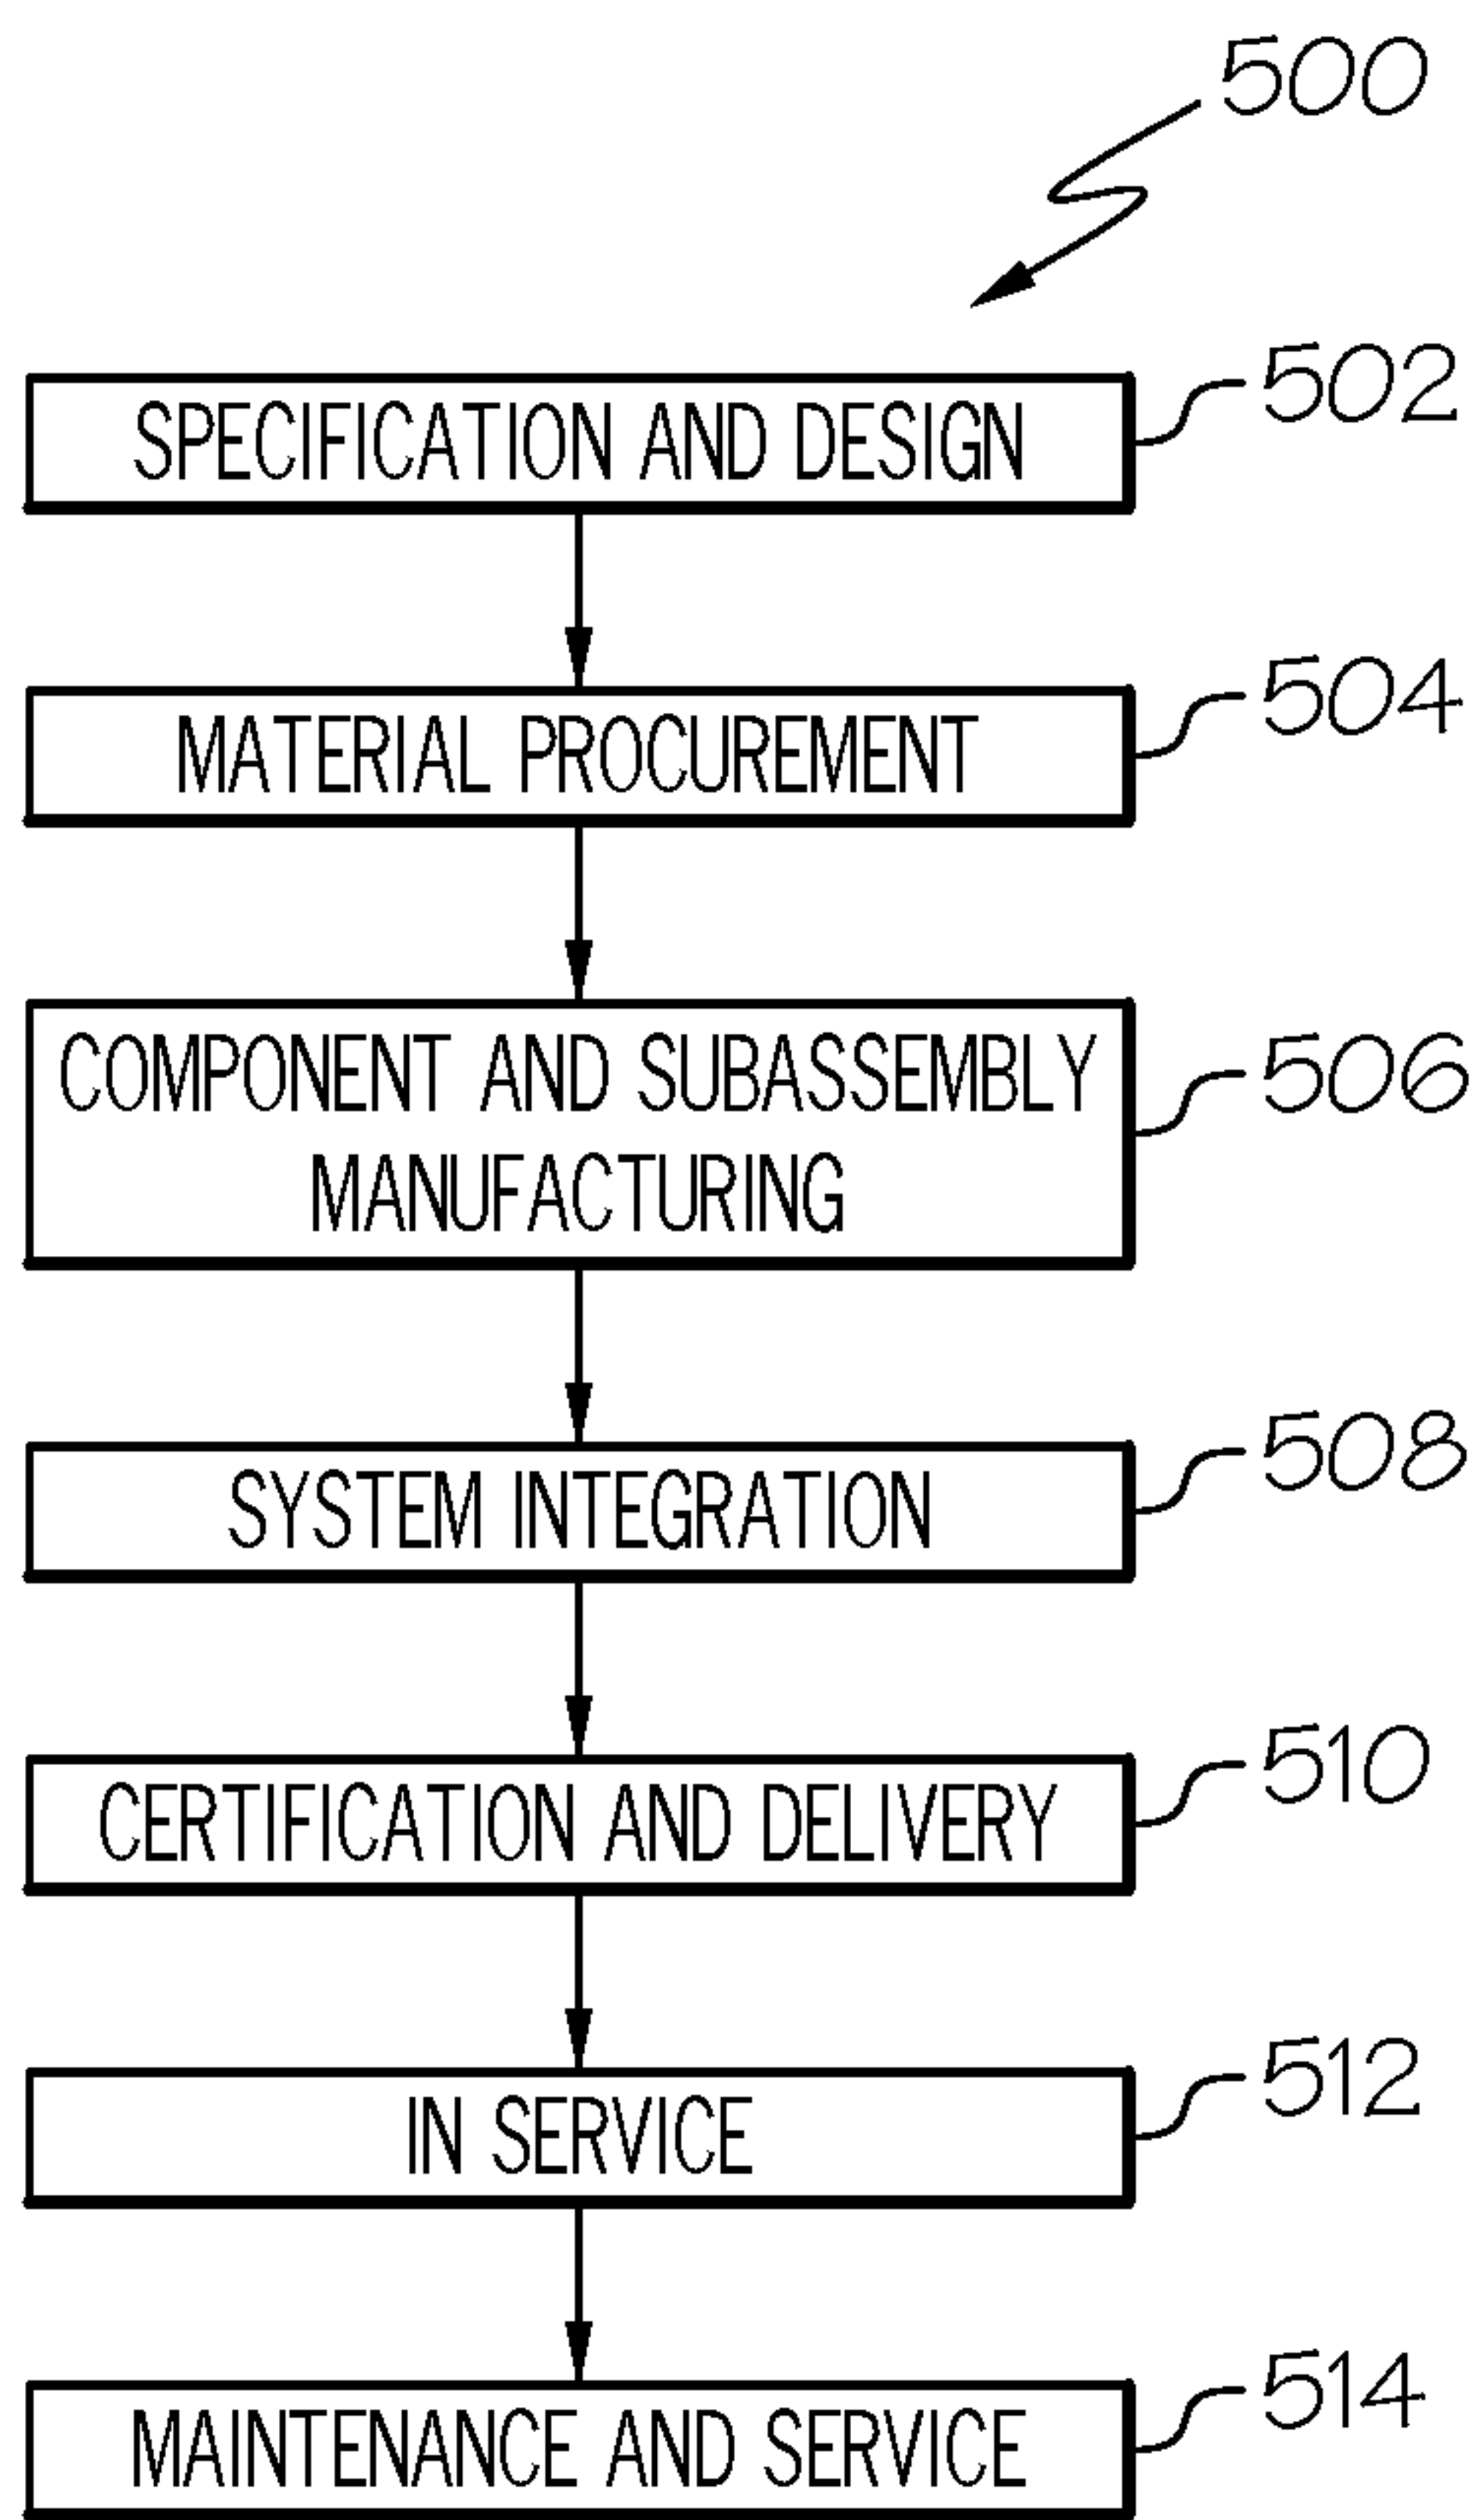 500
SPECIFICATION AND DESIGN 502
MATERIAL PROCUREMENT 504
COMPONENT AND SUBASSEMBLY
MANUFACTURING
506
SYSTEM INTEGRATION 508
CERTIFICATION AND DELIVERY 510
IN SERVICE 512
MAINTENANCE AND SERVICE 514